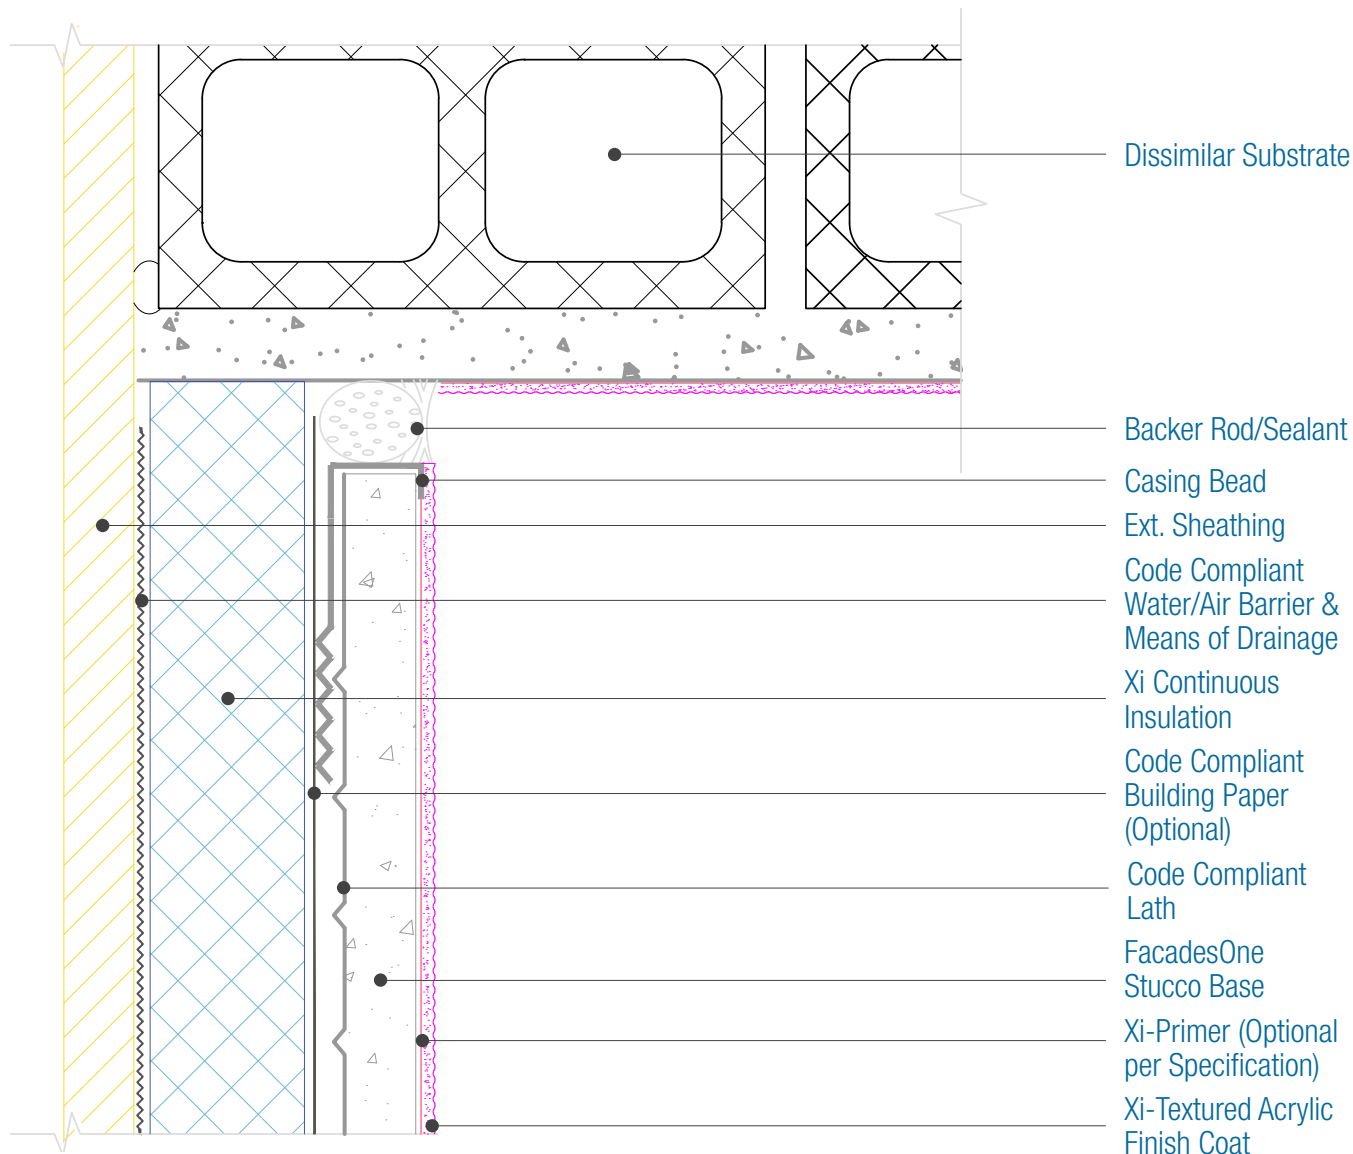 Dissimilar Substrate
Backer Rod/Sealant
Casing Bead
Ext. Sheathing
Code Compliant
Water/Air Barrier &
Means of Drainage
Xi Continuous
Insulation
Code Compliant
Building Paper
(Optional)
Code Compliant
Lath
FacadesOne
Stucco Base
Xi-Primer (Optional
per Specification)
Xi-Textured Acrylic
Finish Coat